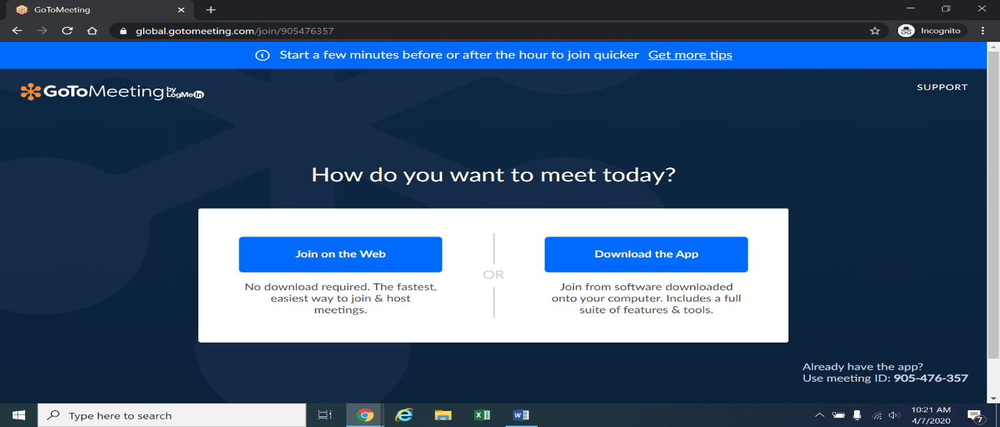 GoToMeeting
global.gotomeeting.com/join/905476357
Incognito
Start a few minutes before or after the hour to join quicker Get more tips
GoToMeeting by LogMeIn
SUPPORT
How do you want to meet today?
Join on the Web
No download required. The fastest,
easiest way to join & host
meetings.
OR
Download the App
Join from software downloaded
onto your computer. Includes a full
suite of features & tools.
Already have the app?
Use meeting ID: 905-476-357
Type here to search
10:21 AM
4/7/2020
7